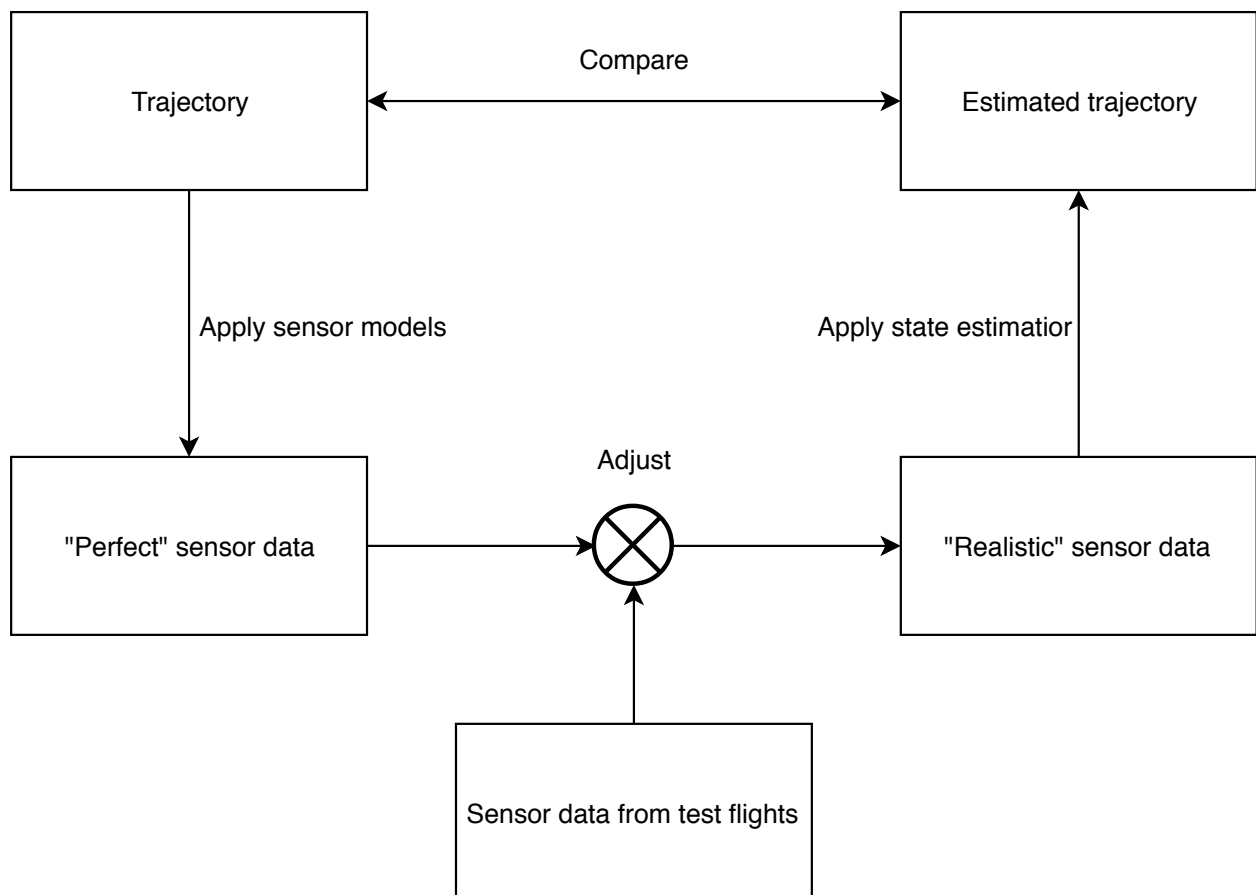 Compare
Trajectory
Estimated trajectory
Apply sensor models
Apply state estimatior
Adjust
"Perfect" sensor data
"Realistic" sensor data
Sensor data from test flights